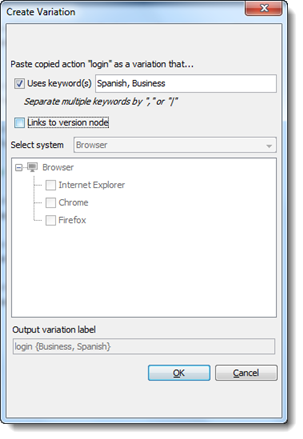 Create Variation
Paste copied action "login" as a variation that...
Uses keyword(s) Spanish, Business
Separate multiple keywords by "," or "|"
Links to version node
Select system Browser
Browser
Internet Explorer
Chrome
Firefox
Output variation label
login {Business, Spanish}
OK Cancel